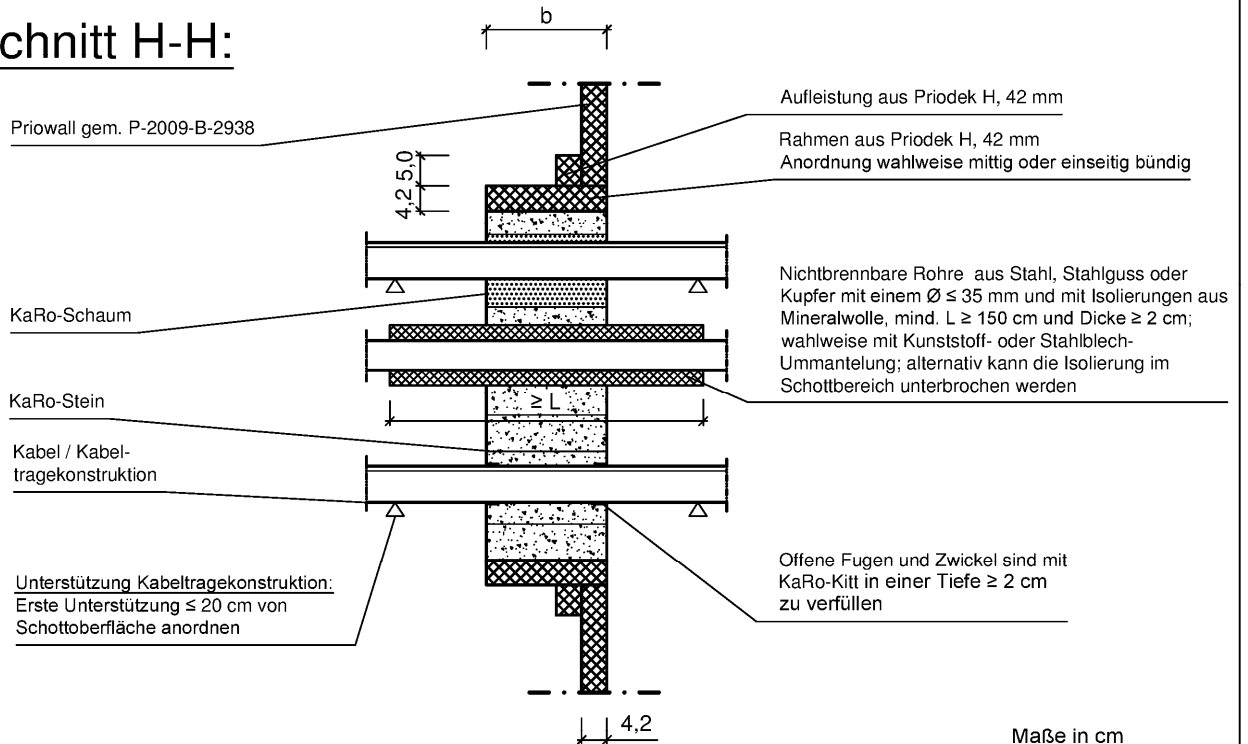 chnitt H-H:
b
Priowall gem. P-2009-B-2938
Aufleistung aus Priodek H, 42 mm
Rahmen aus Priodek H, 42 mm
Anordnung wahlweise mittig oder einseitig bündig
5,0
4,2
Nichtbrennbare Rohre aus Stahl, Stahlguss oder
Kupfer mit einem Ø ≤ 35 mm und mit Isolierungen aus
Mineralwolle, mind. L ≥ 150 cm und Dicke ≥ 2 cm;
wahlweise mit Kunststoff- oder Stahlblech-
Ummantelung; alternativ kann die Isolierung im
Schottbereich unterbrochen werden
KaRo-Schaum
KaRo-Stein
≥ L
Kabel / Kabel-
tragekonstruktion
Offene Fugen und Zwickel sind mit
KaRo-Kitt in einer Tiefe ≥ 2 cm
zu verfüllen
Unterstützung Kabeltragekonstruktion:
Erste Unterstützung ≤ 20 cm von
Schottoberfläche anordnen
4,2
Maße in cm